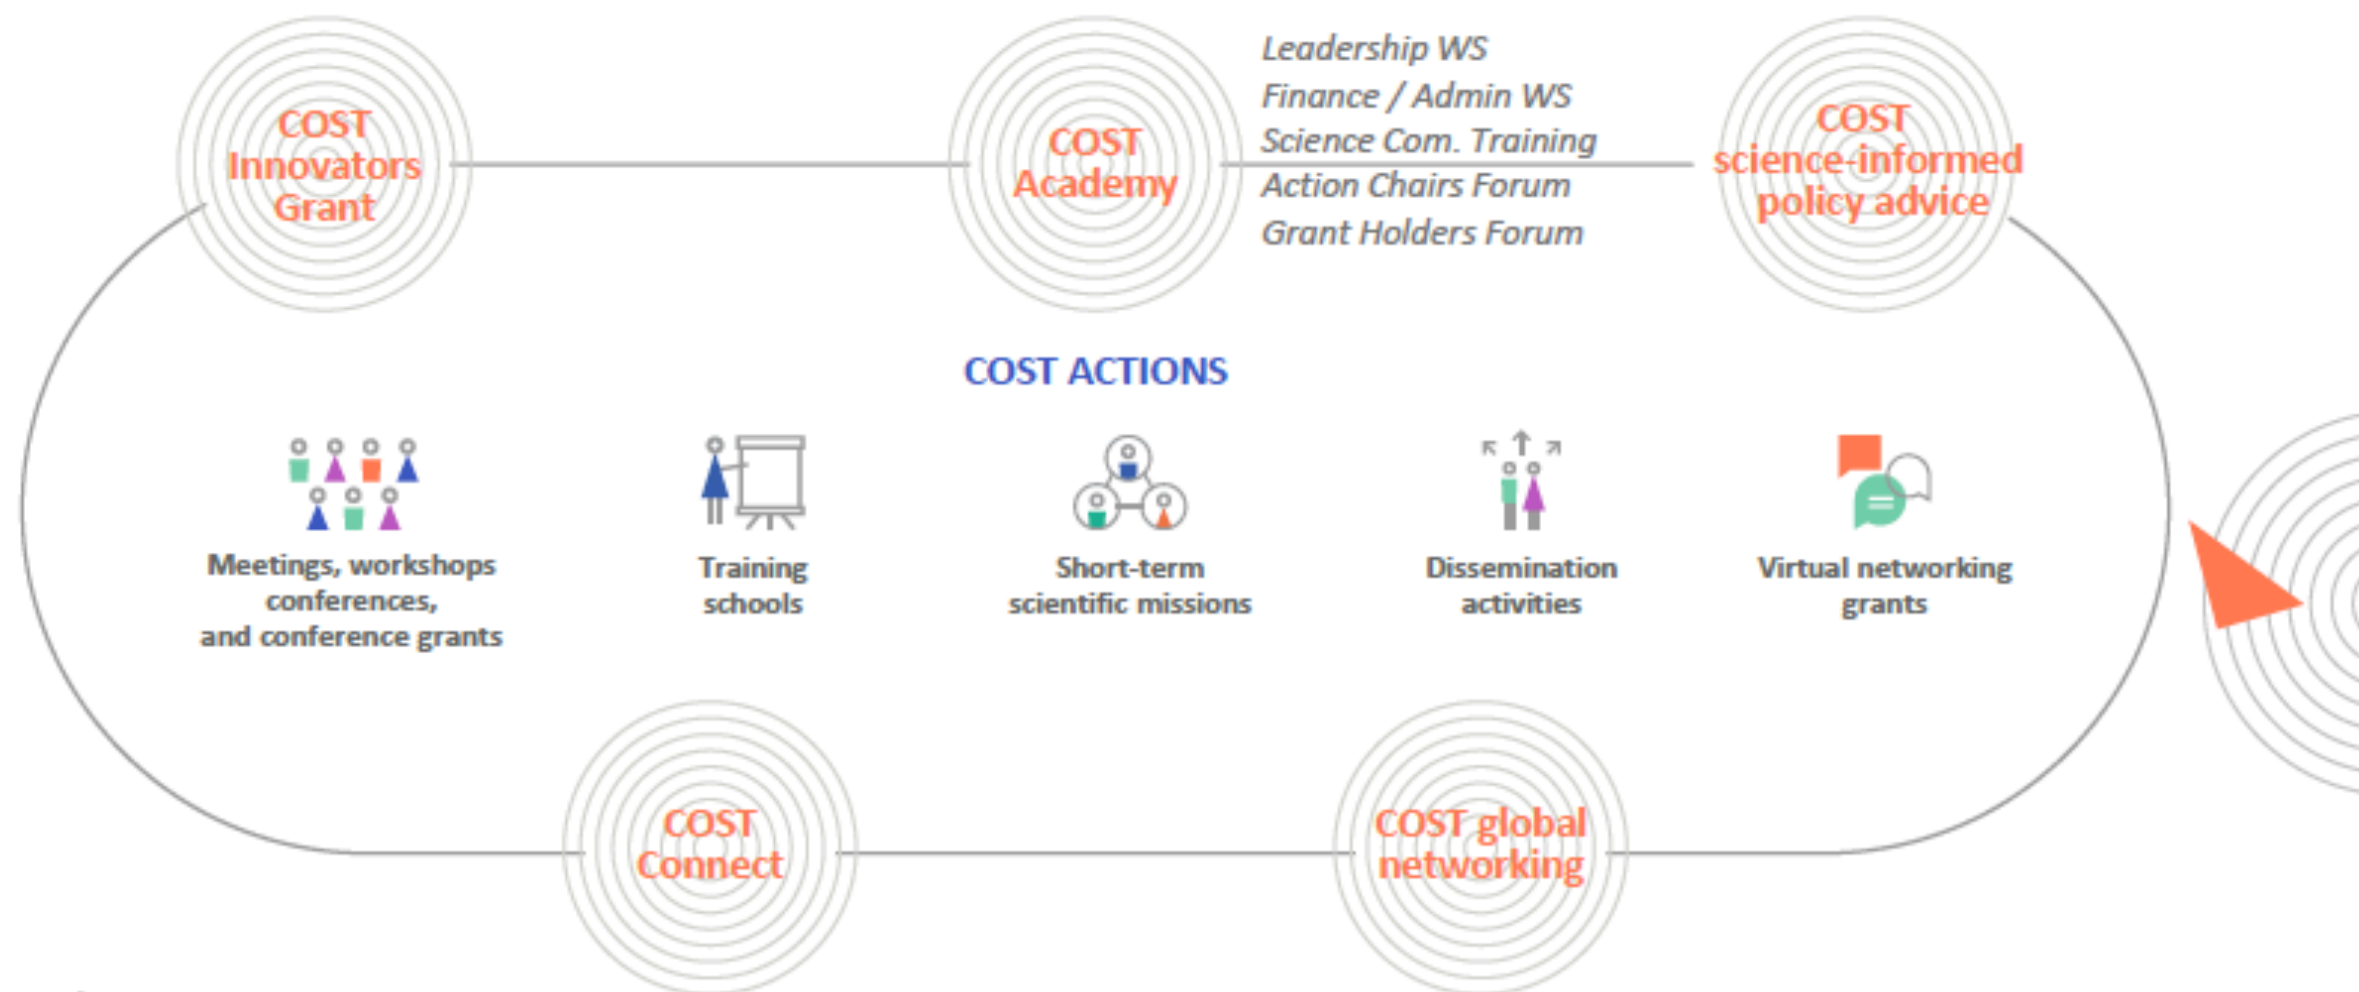 COST
Innovators
Grant
COST
Academy
Leadership WS
Finance / Admin WS
Science Com. Training
Action Chairs Forum
Grant Holders Forum
COST
science-informed
policy advice
COST ACTIONS
Meetings, workshops
conferences,
and conference grants
Training
schools
Short-term
scientific missions
Dissemination
activities
Virtual networking
grants
COST
Connect
COST global
networking